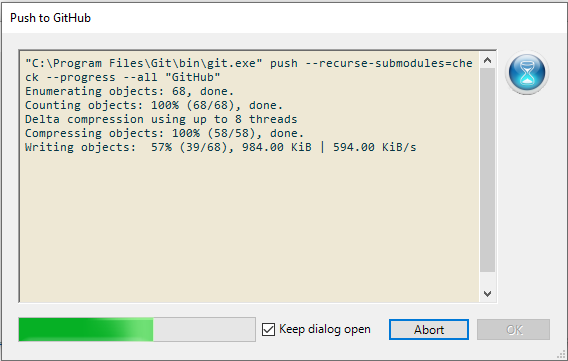 Push to GitHub
"C:\Program Files\Git\bin\git.exe" push --recurse-submodules=che
ck --progress --all "GitHub"
Enumerating objects: 68, done.
Counting objects: 100% (68/68), done.
Delta compression using up to 8 threads
Compressing objects: 100% (58/58), done.
Writing objects:  57% (39/68), 984.00 KiB | 594.00 KiB/s
Keep dialog open
Abort
OK